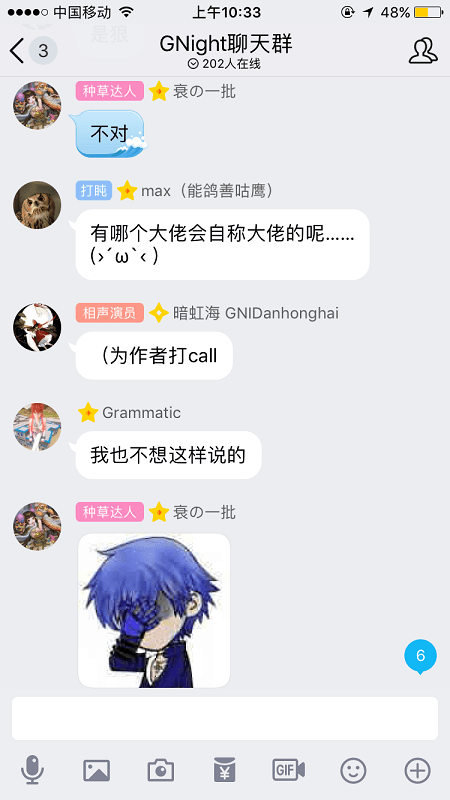 中国移动
上午10:33
48%
是狠
3
GNight聊天群
202人在线
种草达人 衰の一批
不对
打盹 max（能鸽善咕鹰）
有哪个大佬会自称大佬的呢……
(›´ω`‹ )
相声演员 暗虹海 GNIDanhonghai
（为作者打call
Grammatic
我也不想这样说的
种草达人 衰の一批
6
¥
GIF